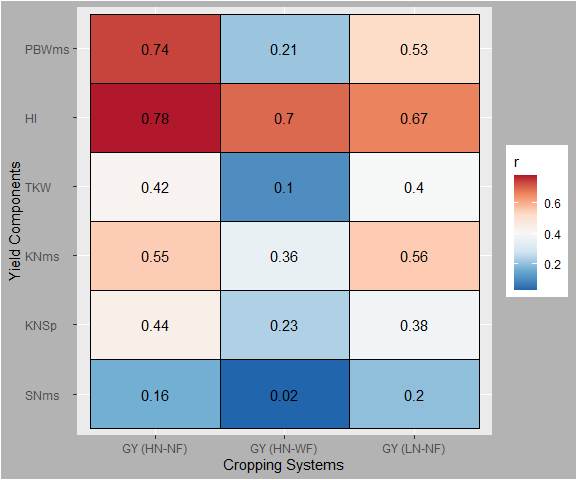 PBWms 0.74 0.21 0.53
HI 0.78 0.7 0.67
TKW 0.42 0.1 0.4
KNms 0.55 0.36 0.56
KNSp 0.44 0.23 0.38
SNms 0.16 0.02 0.2
GY (HN-NF) GY (HN-WF) GY (LN-NF)
Cropping Systems
Yield Components
r
0.6
0.4
0.2